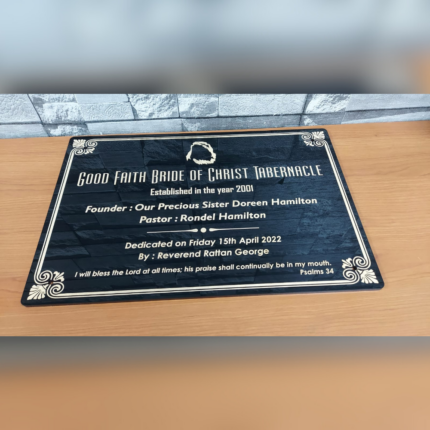 Good Faith Bride of Christ Tabernacle
Established in the year 2001
Founder : Our Precious Sister Doreen Hamilton
Pastor : Rondel Hamilton
Dedicated on Friday 15th April 2022
By : Reverend Rattan George
I will bless the Lord at all times; his praise shall continually be in my mouth.
Psalms 34